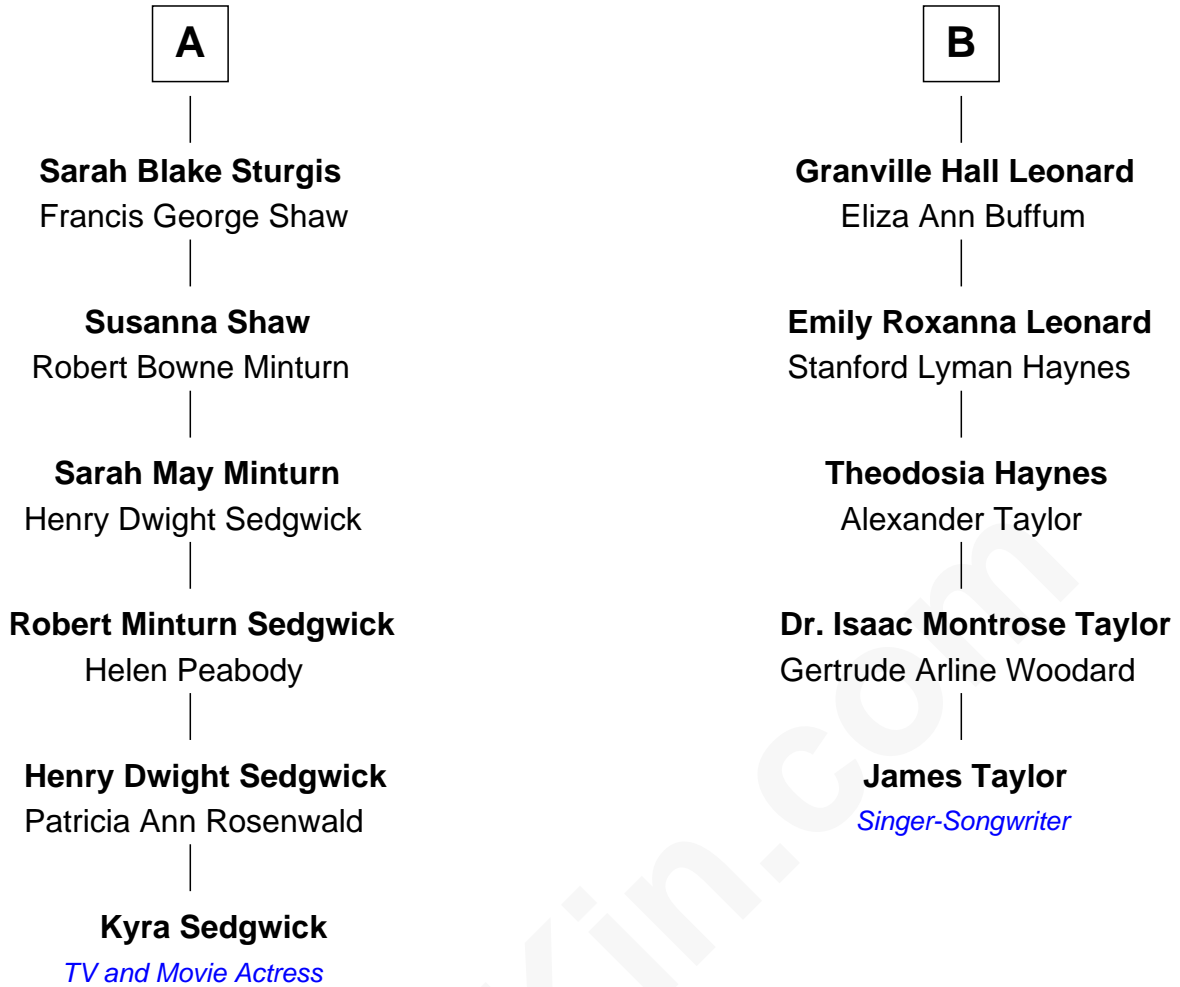 A
Sarah Blake Sturgis
Francis George Shaw
Susanna Shaw
Robert Bowne Minturn
Sarah May Minturn
Henry Dwight Sedgwick
Robert Minturn Sedgwick
Helen Peabody
Henry Dwight Sedgwick
Patricia Ann Rosenwald
Kyra Sedgwick
TV and Movie Actress
B
Granville Hall Leonard
Eliza Ann Buffum
Emily Roxanna Leonard
Stanford Lyman Haynes
Theodosia Haynes
Alexander Taylor
Dr. Isaac Montrose Taylor
Gertrude Arline Woodard
James Taylor
Singer-Songwriter
Kin.com